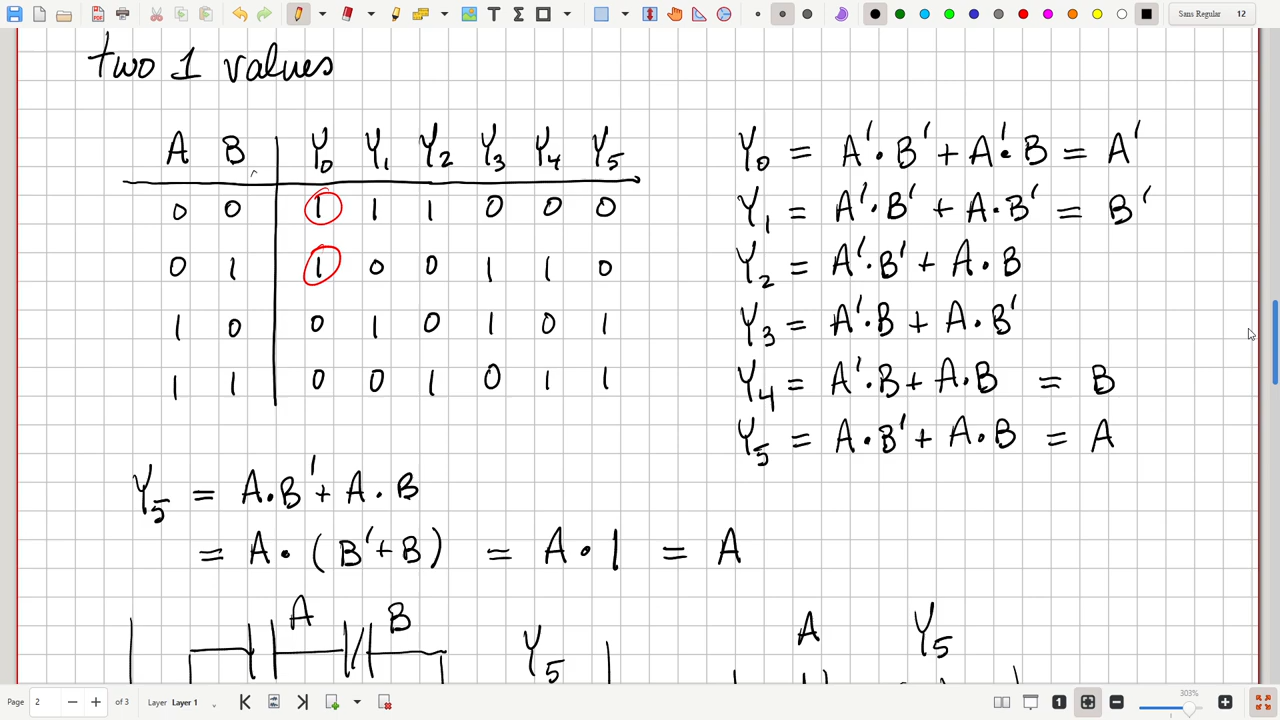 Sans Regular 12
two 1 values
A B Y₀ Y₁ Y₂ Y₃ Y₄ Y₅
0 0 1 1 1 0 0 0
0 1 1 0 0 1 1 0
1 0 0 1 0 1 0 1
1 1 0 0 1 0 1 1
Y₀ = A'·B' + A'·B = A'
Y₁ = A'·B' + A·B' = B'
Y₂ = A'·B' + A·B
Y₃ = A'·B + A·B'
Y₄ = A'·B + A·B = B
Y₅ = A·B' + A·B = A
Y₅ = A·B' + A·B
= A·(B'+B) = A·1 = A
A B Y₅ A Y₅
Page 2 of 3 Layer Layer 1 303%